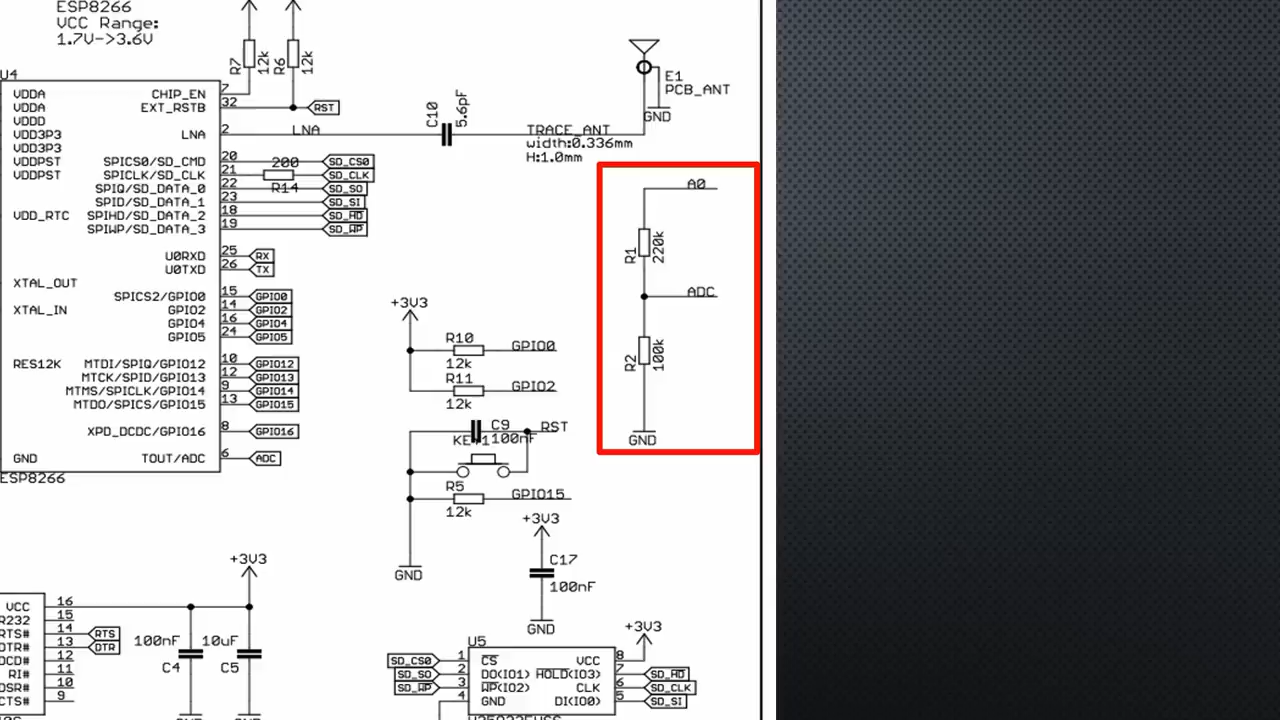 ESP8266
VCC Range:
1.7V->3.6V
R7
12k
R6
12k
U4
VDDA
VDDA
VDDD
VDD3P3
VDD3P3
VDDPST
VDDPST
VDD_RTC
XTAL_OUT
XTAL_IN
RES12K
GND
ESP8266
CHIP_EN 7
EXT_RSTB 32 RST
LNA 2 LNA
SPICS0/SD_CMD 20 SD_CS0
SPICLK/SD_CLK 21 200 R14 SD_CLK
SPIQ/SD_DATA_0 22 SD_SO
SPID/SD_DATA_1 23 SD_SI
SPIHD/SD_DATA_2 18 SD_HD
SPIWP/SD_DATA_3 19 SD_WP
U0RXD 25 RX
U0TXD 26 TX
SPICS2/GPIO0 15 GPIO0
GPIO2 14 GPIO2
GPIO4 16 GPIO4
GPIO5 24 GPIO5
MTDI/SPIQ/GPIO12 10 GPIO12
MTCK/SPID/GPIO13 12 GPIO13
MTMS/SPICLK/GPIO14 9 GPIO14
MTDO/SPICS/GPIO15 13 GPIO15
XPD_DCDC/GPIO16 8 GPIO16
TOUT/ADC 6 ADC
C10
5.6pF
TRACE_ANT
width:0.336mm
H:1.0mm
E1
PCB_ANT
GND
A0
R1
220k
ADC
R2
100k
GND
+3V3
R10 GPIO0
12k
R11 GPIO2
12k
C9 RST
100nF
KEY1
R5 GPIO15
12k
GND
+3V3
C17
100nF
GND
+3V3
100nF
C4
10uF
C5
VCC 16
R232 15
RTS# 14 RTS
DTR# 13 DTR
DCD# 12
RI# 11
DSR# 10
CTS# 9
+3V3
U5
SD_CS0 1 CS VCC 8
SD_SO 2 DO(IO1) HOLD(IO3) 7 SD_HD
SD_WP 3 WP(IO2) CLK 6 SD_CLK
4 GND DI(IO0) 5 SD_SI